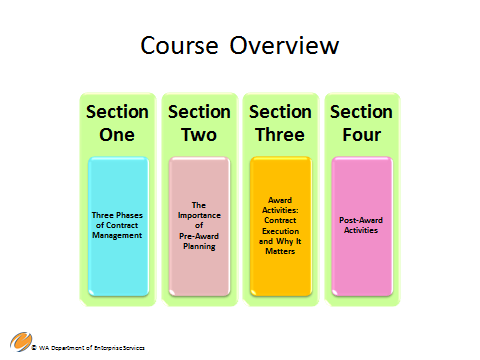 Course Overview
Section
One
Three Phases
of Contract
Management
Section
Two
The
Importance
of
Pre-Award
Planning
Section
Three
Award
Activities:
Contract
Execution
and Why It
Matters
Section
Four
Post-Award
Activities
© WA Department of Enterprise Services